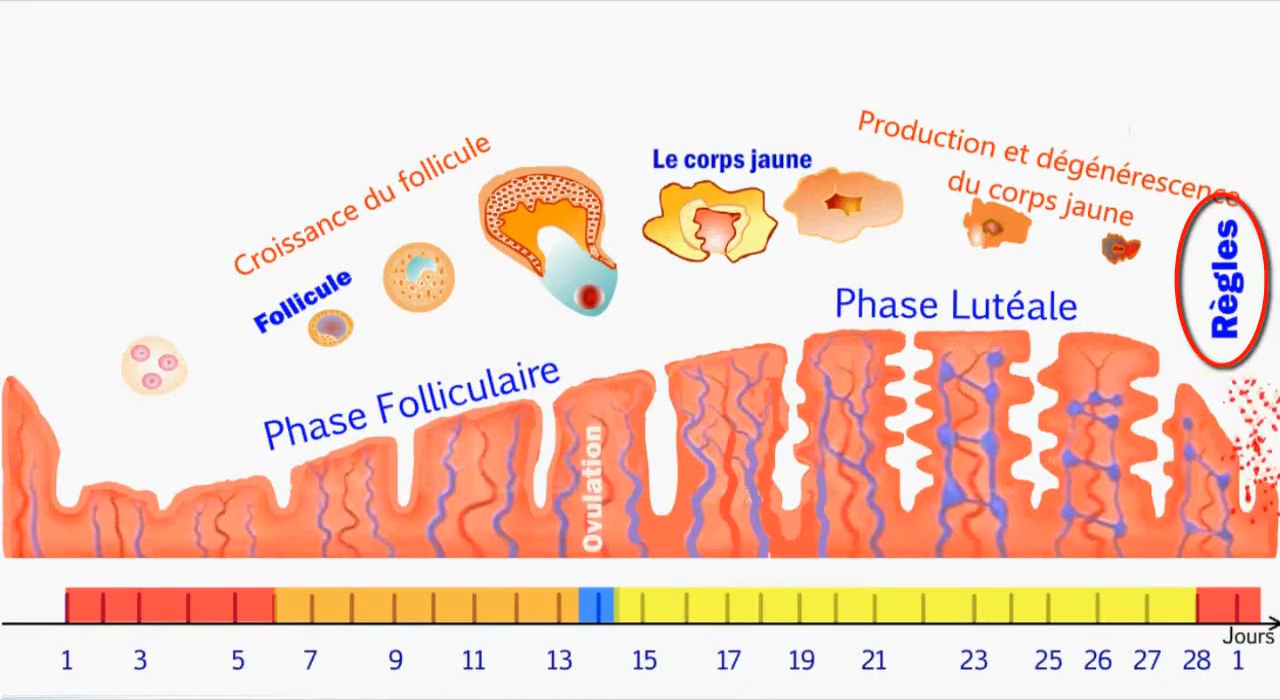 Croissance du follicule
Follicule
Le corps jaune
Production et dégénérescence
du corps jaune
Règles
Phase Folliculaire
Phase Lutéale
Ovulation
Jours
1 3 5 7 9 11 13 15 17 19 21 23 25 26 27 28 1